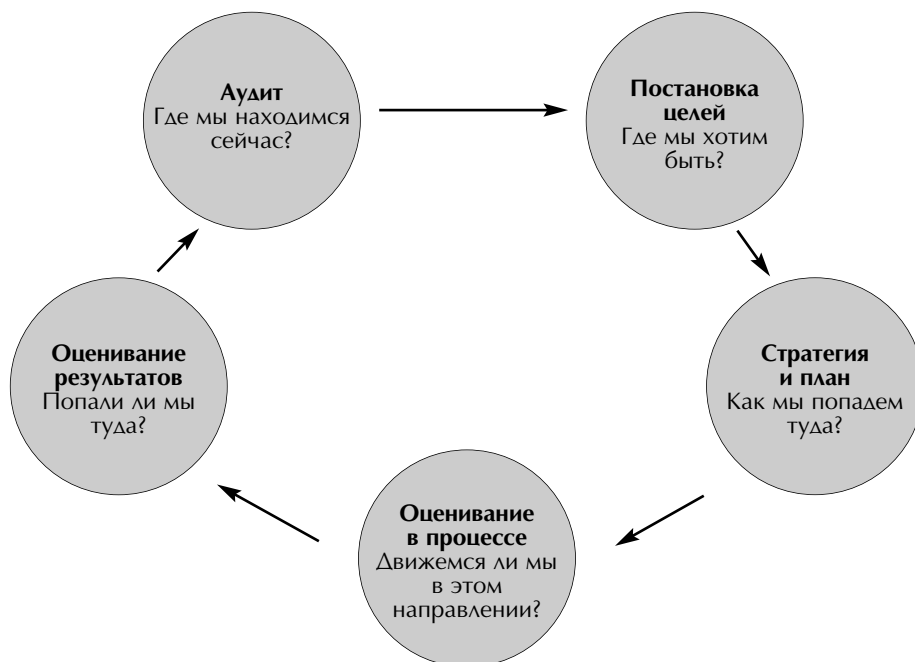 Аудит
Где мы находимся
сейчас?
Постановка
целей
Где мы хотим
быть?
Стратегия
и план
Как мы попадем
туда?
Оценивание
в процессе
Движемся ли мы
в этом
направлении?
Оценивание
результатов
Попали ли мы
туда?